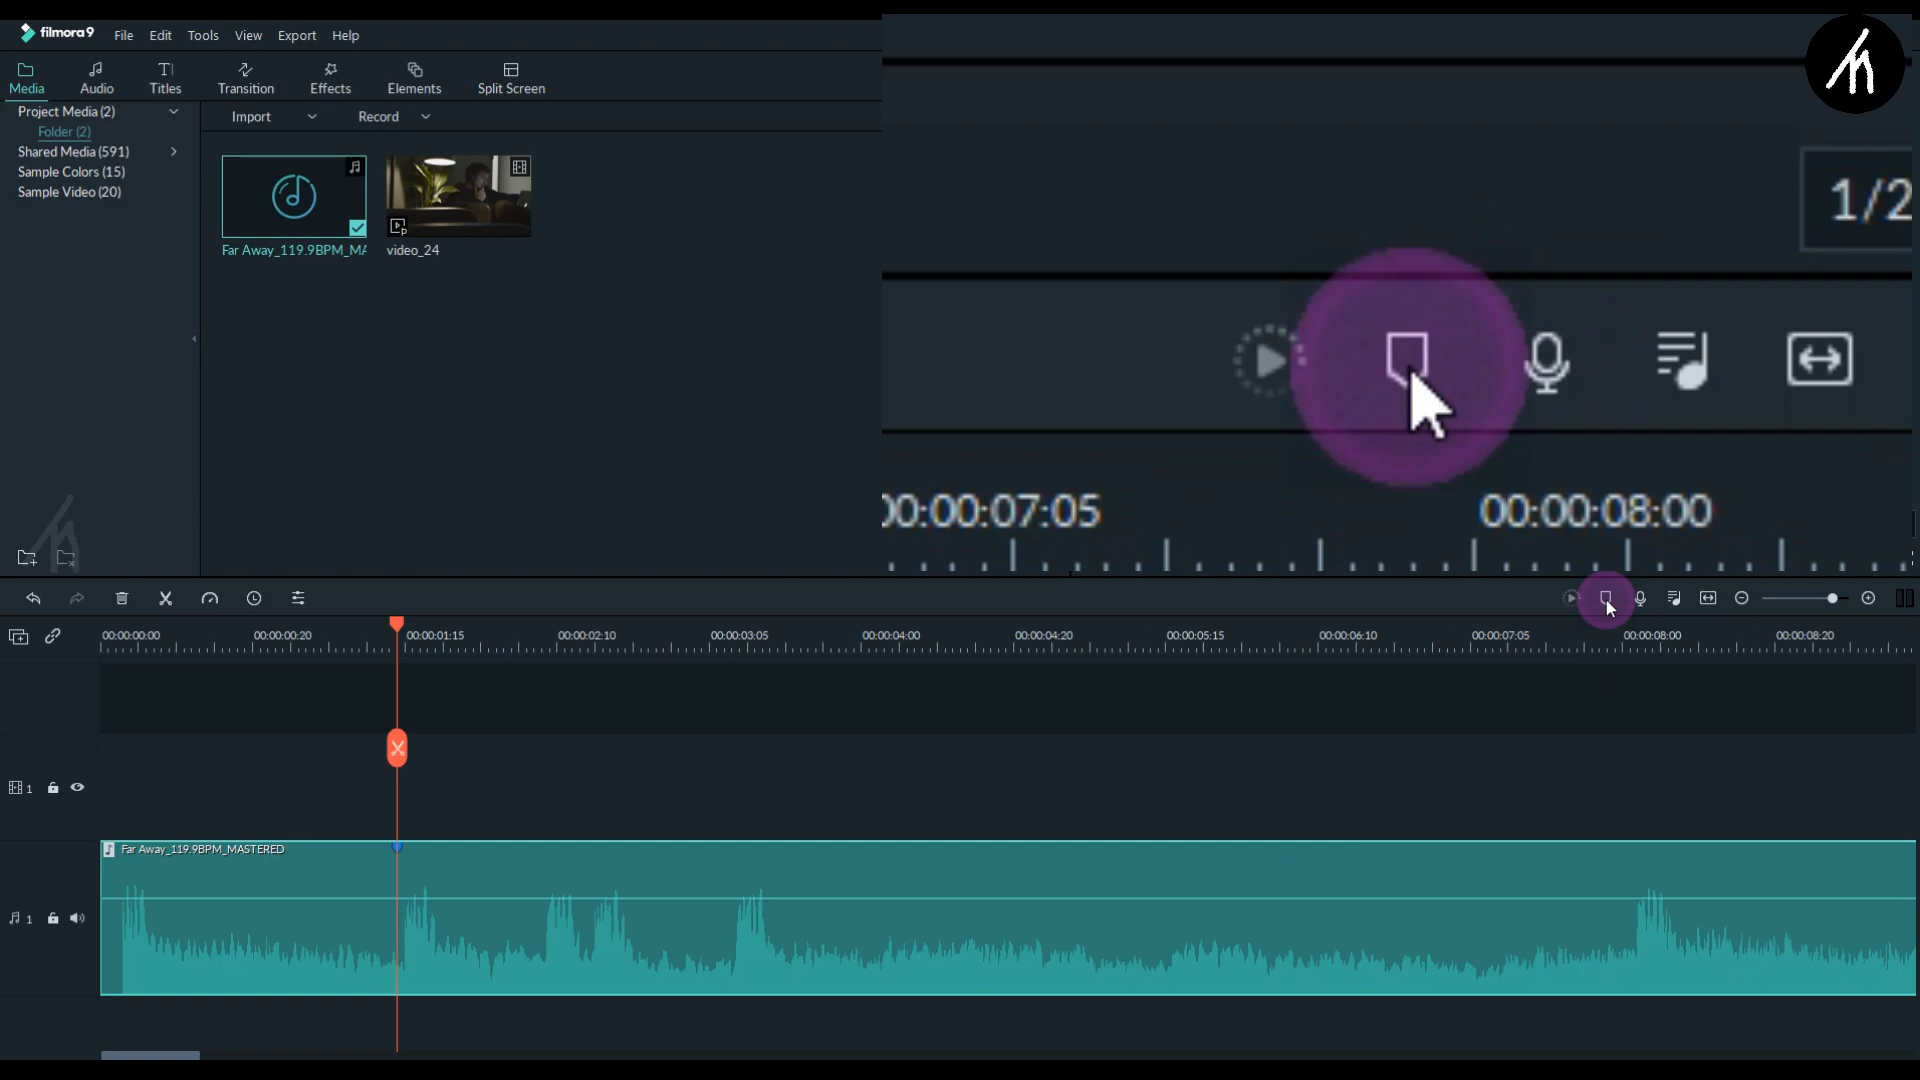 filmora9 File Edit Tools View Export Help
Media Audio Titles Transition Effects Elements Split Screen
Project Media (2)
Folder (2)
Shared Media (591)
Sample Colors (15)
Sample Video (20)
Import Record
Far Away_119.9BPM_MA
video_24
1/2
00:00:07:05 00:00:08:00
00:00:00:00 00:00:00:20 00:00:01:15 00:00:02:10 00:00:03:05 00:00:04:00 00:00:04:20 00:00:05:15 00:00:06:10 00:00:07:05 00:00:08:00 00:00:08:20
1
Far Away_119.9BPM_MASTERED
1